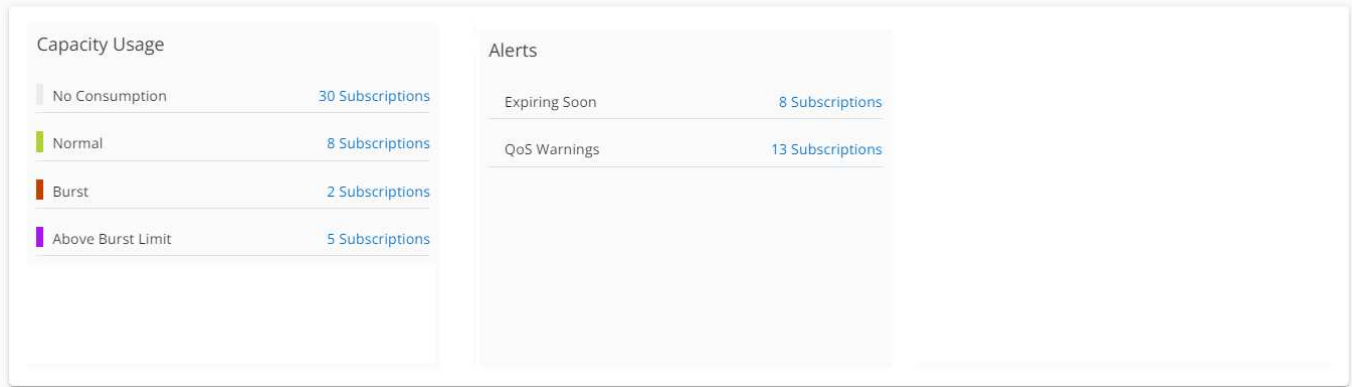 Capacity Usage
No Consumption 30 Subscriptions
Normal 8 Subscriptions
Burst 2 Subscriptions
Above Burst Limit 5 Subscriptions
Alerts
Expiring Soon 8 Subscriptions
QoS Warnings 13 Subscriptions